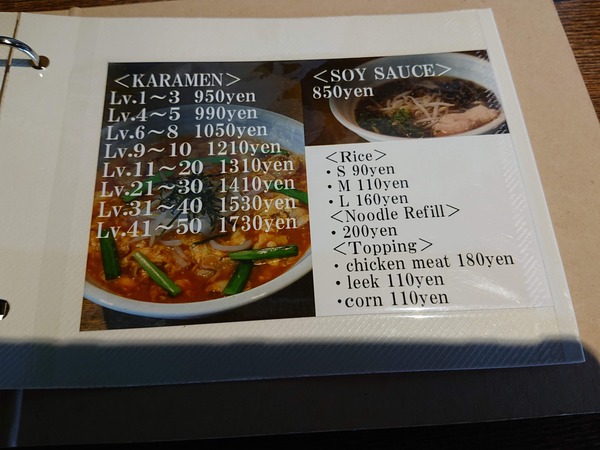 ＜KARAMEN＞
Lv.1～3 950yen
Lv.4～5 990yen
Lv.6～8 1050yen
Lv.9～10 1210yen
Lv.11～20 1310yen
Lv.21～30 1410yen
Lv.31～40 1530yen
Lv.41～50 1730yen
＜SOY SAUCE＞
850yen
＜Rice＞
・S 90yen
・M 110yen
・L 160yen
＜Noodle Refill＞
・200yen
＜Topping＞
・chicken meat 180yen
・leek 110yen
・corn 110yen